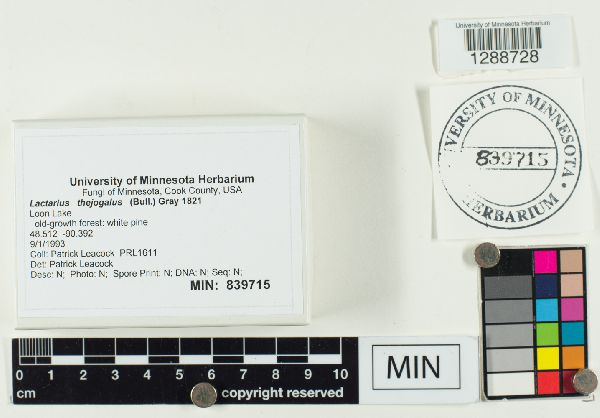 University of Minnesota Herbarium
1288728
UNIVERSITY OF MINNESOTA
839715
HERBARIUM
University of Minnesota Herbarium
Fungi of Minnesota, Cook County, USA
Lactarius thejogalus (Bull.) Gray 1821
Loon Lake
old-growth forest: white pine
48.512 -90.392
9/1/1993
Coll: Patrick Leacock PRL1611
Det: Patrick Leacock
Desc: N; Photo: N; Spore Print: N; DNA: N: Seq: N;
MIN: 839715
1 2 3 4 5 6 7 8 9 10
cm copyright reserved
MIN